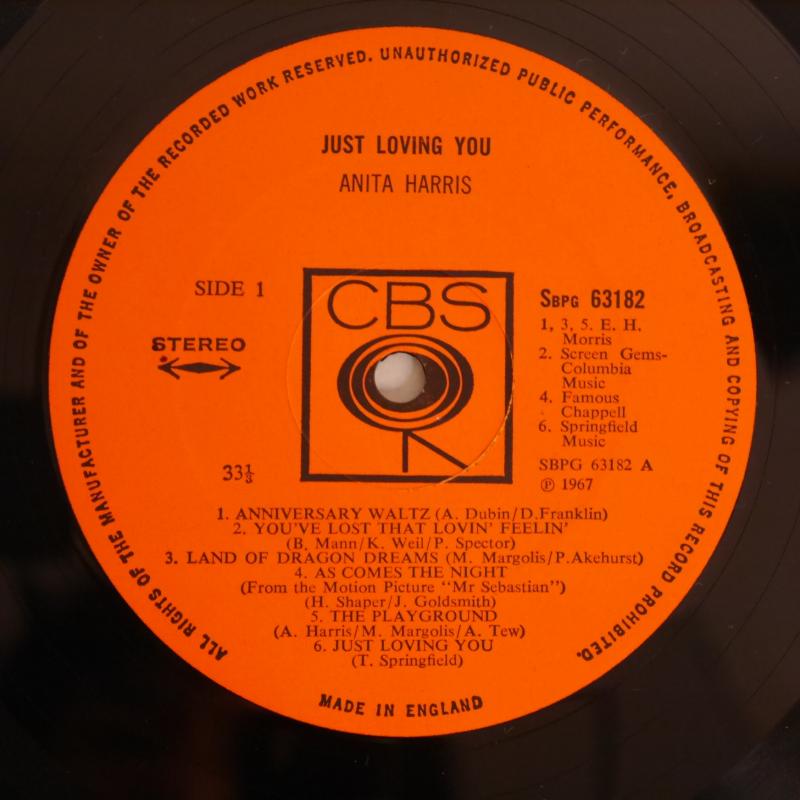 ALL RIGHTS OF THE MANUFACTURER AND OF THE OWNER OF THE RECORDED WORK RESERVED. UNAUTHORIZED PUBLIC PERFORMANCE, BROADCASTING AND COPYING OF THIS RECORD PROHIBITED.
JUST LOVING YOU
ANITA HARRIS
SIDE 1
CBS
STEREO
33⅓
SBPG 63182
1, 3, 5. E. H.
Morris
2. Screen Gems-
Columbia
Music
4. Famous
Chappell
6. Springfield
Music
SBPG 63182 A
℗ 1967
1. ANNIVERSARY WALTZ (A. Dubin/D.Franklin)
2. YOU'VE LOST THAT LOVIN' FEELIN'
(B. Mann/K. Weil/P. Spector)
3. LAND OF DRAGON DREAMS (M. Margolis/P.Akehurst)
4. AS COMES THE NIGHT
(From the Motion Picture "Mr Sebastian")
(H. Shaper/J. Goldsmith)
5. THE PLAYGROUND
(A. Harris/M. Margolis/A. Tew)
6. JUST LOVING YOU
(T. Springfield)
MADE IN ENGLAND